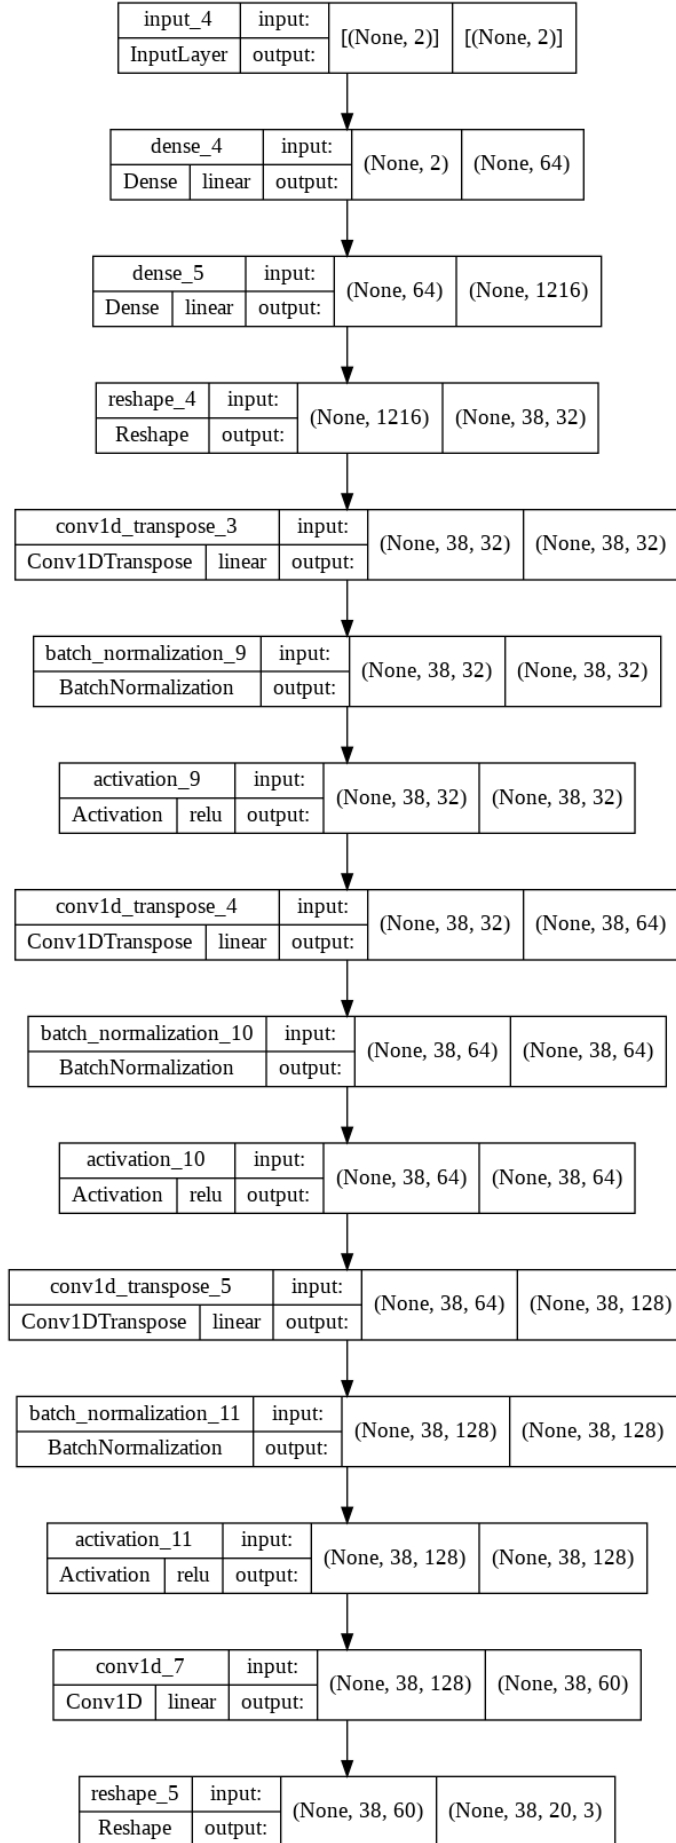 input_4 input: [(None, 2)] [(None, 2)]
InputLayer output:
dense_4 input: (None, 2) (None, 64)
Dense linear output:
dense_5 input: (None, 64) (None, 1216)
Dense linear output:
reshape_4 input: (None, 1216) (None, 38, 32)
Reshape output:
conv1d_transpose_3 input: (None, 38, 32) (None, 38, 32)
Conv1DTranspose linear output:
batch_normalization_9 input: (None, 38, 32) (None, 38, 32)
BatchNormalization output:
activation_9 input: (None, 38, 32) (None, 38, 32)
Activation relu output:
conv1d_transpose_4 input: (None, 38, 32) (None, 38, 64)
Conv1DTranspose linear output:
batch_normalization_10 input: (None, 38, 64) (None, 38, 64)
BatchNormalization output:
activation_10 input: (None, 38, 64) (None, 38, 64)
Activation relu output:
conv1d_transpose_5 input: (None, 38, 64) (None, 38, 128)
Conv1DTranspose linear output:
batch_normalization_11 input: (None, 38, 128) (None, 38, 128)
BatchNormalization output:
activation_11 input: (None, 38, 128) (None, 38, 128)
Activation relu output:
conv1d_7 input: (None, 38, 128) (None, 38, 60)
Conv1D linear output:
reshape_5 input: (None, 38, 60) (None, 38, 20, 3)
Reshape output: